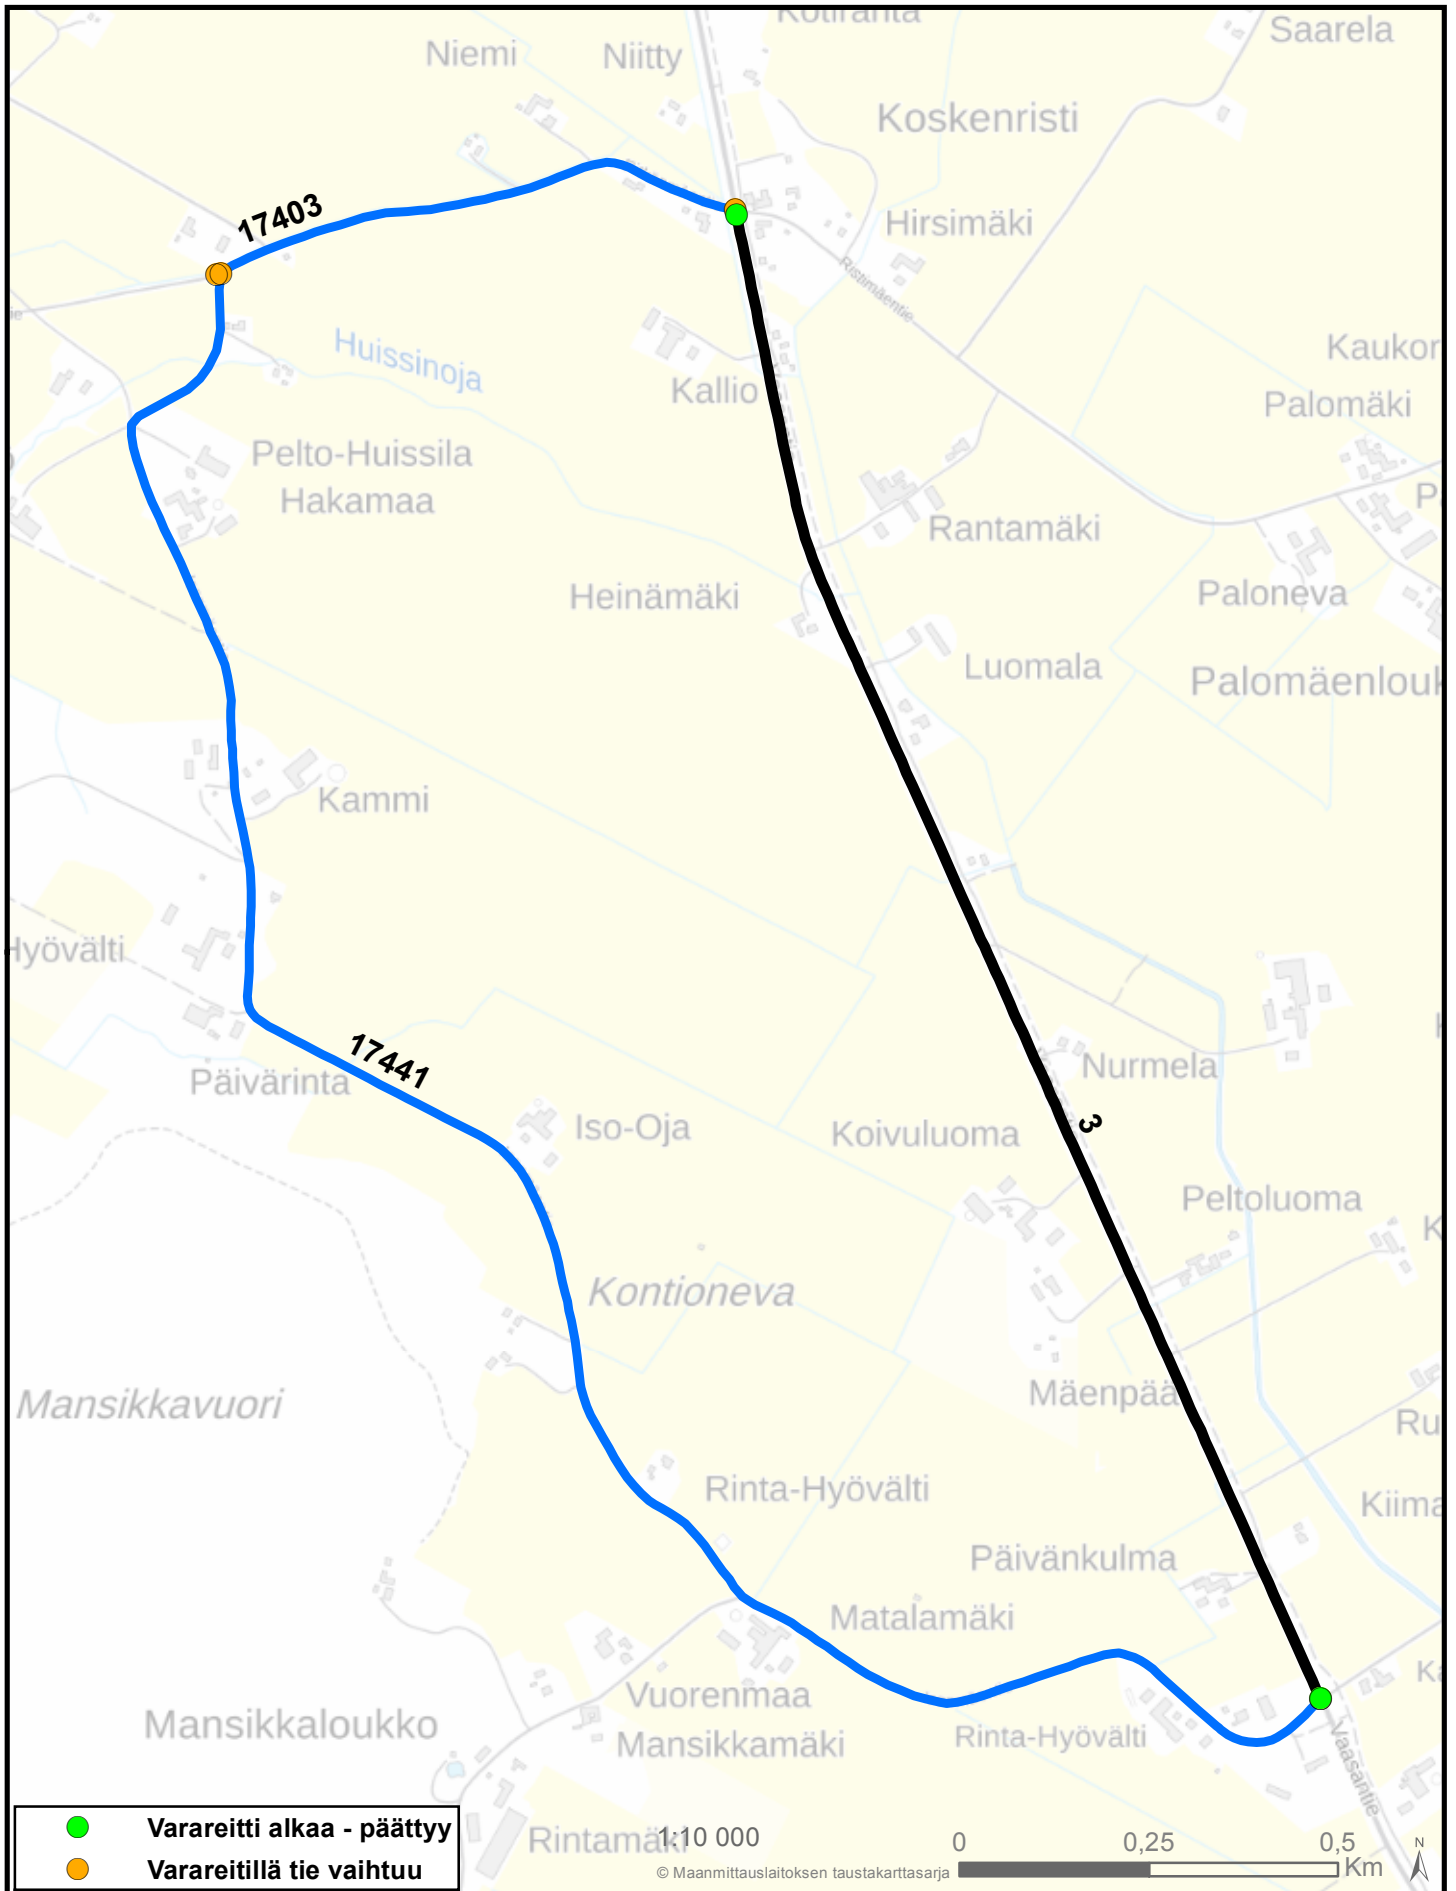 Kotiranta
Saarela
Niemi
Niitty
Koskenristi
17403
Hirsimäki
Ristimäentie
Huissinoja
Kaukor
Kallio
Palomäki
Pelto-Huissila
Hakamaa
Rantamäki
Heinämäki
Paloneva
Luomala
Palomäenlouk
Kammi
Hyövälti
17441
Päivärinta
Nurmela
Iso-Oja
Koivuluoma
3
Peltoluoma
Kontioneva
Mansikkavuori
Mäenpää
Ru
Rinta-Hyövälti
Kiima
Päivänkulma
Matalamäki
Ka
Vuorenmaa
Mansikkaloukko
Mansikkamäki
Rinta-Hyövälti
Vaasantie
Varareitti alkaa - päättyy
Varareitillä tie vaihtuu
Rintamäki
1:10 000
© Maanmittauslaitoksen taustakarttasarja
0 0,25 0,5
Km
N